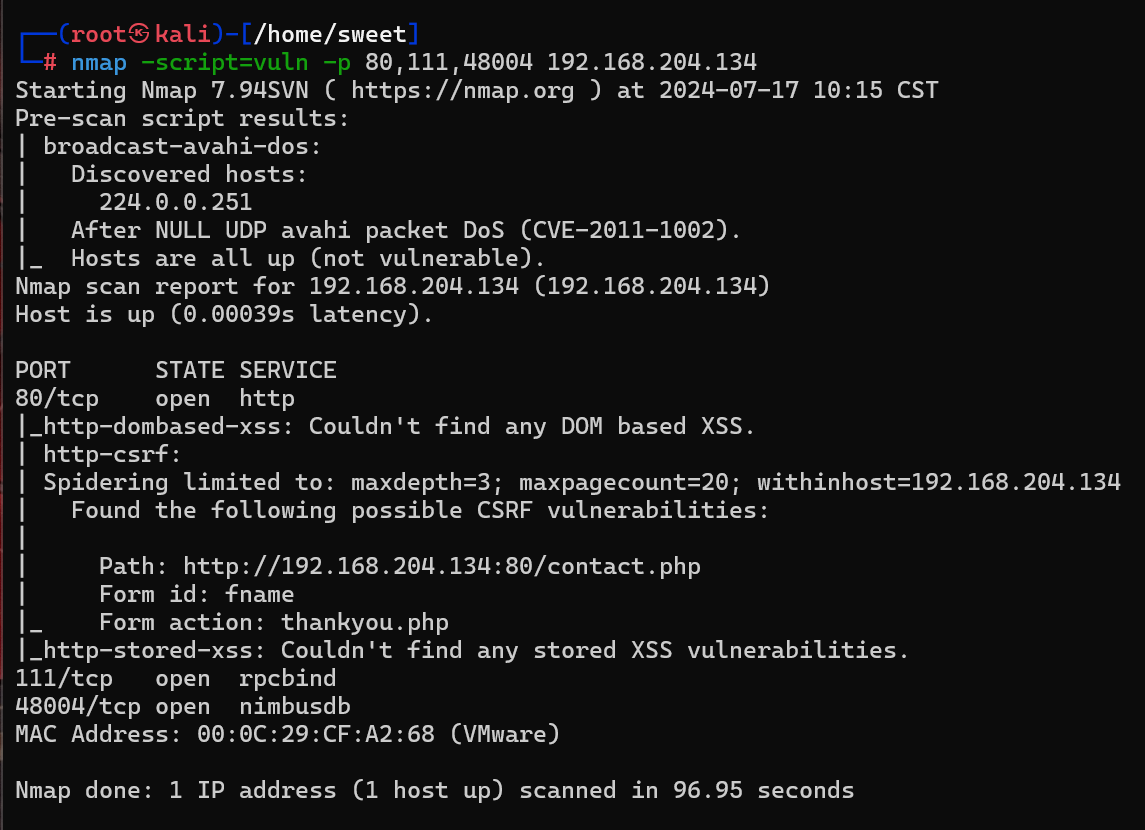 ┌──(root㉿kali)-[/home/sweet]
└─# nmap -script=vuln -p 80,111,48004 192.168.204.134
Starting Nmap 7.94SVN ( https://nmap.org ) at 2024-07-17 10:15 CST
Pre-scan script results:
| broadcast-avahi-dos:
|   Discovered hosts:
|     224.0.0.251
|   After NULL UDP avahi packet DoS (CVE-2011-1002).
|_  Hosts are all up (not vulnerable).
Nmap scan report for 192.168.204.134 (192.168.204.134)
Host is up (0.00039s latency).

PORT      STATE SERVICE
80/tcp    open  http
|_http-dombased-xss: Couldn't find any DOM based XSS.
| http-csrf:
| Spidering limited to: maxdepth=3; maxpagecount=20; withinhost=192.168.204.134
|   Found the following possible CSRF vulnerabilities:
|
|     Path: http://192.168.204.134:80/contact.php
|     Form id: fname
|_    Form action: thankyou.php
|_http-stored-xss: Couldn't find any stored XSS vulnerabilities.
111/tcp   open  rpcbind
48004/tcp open  nimbusdb
MAC Address: 00:0C:29:CF:A2:68 (VMware)

Nmap done: 1 IP address (1 host up) scanned in 96.95 seconds